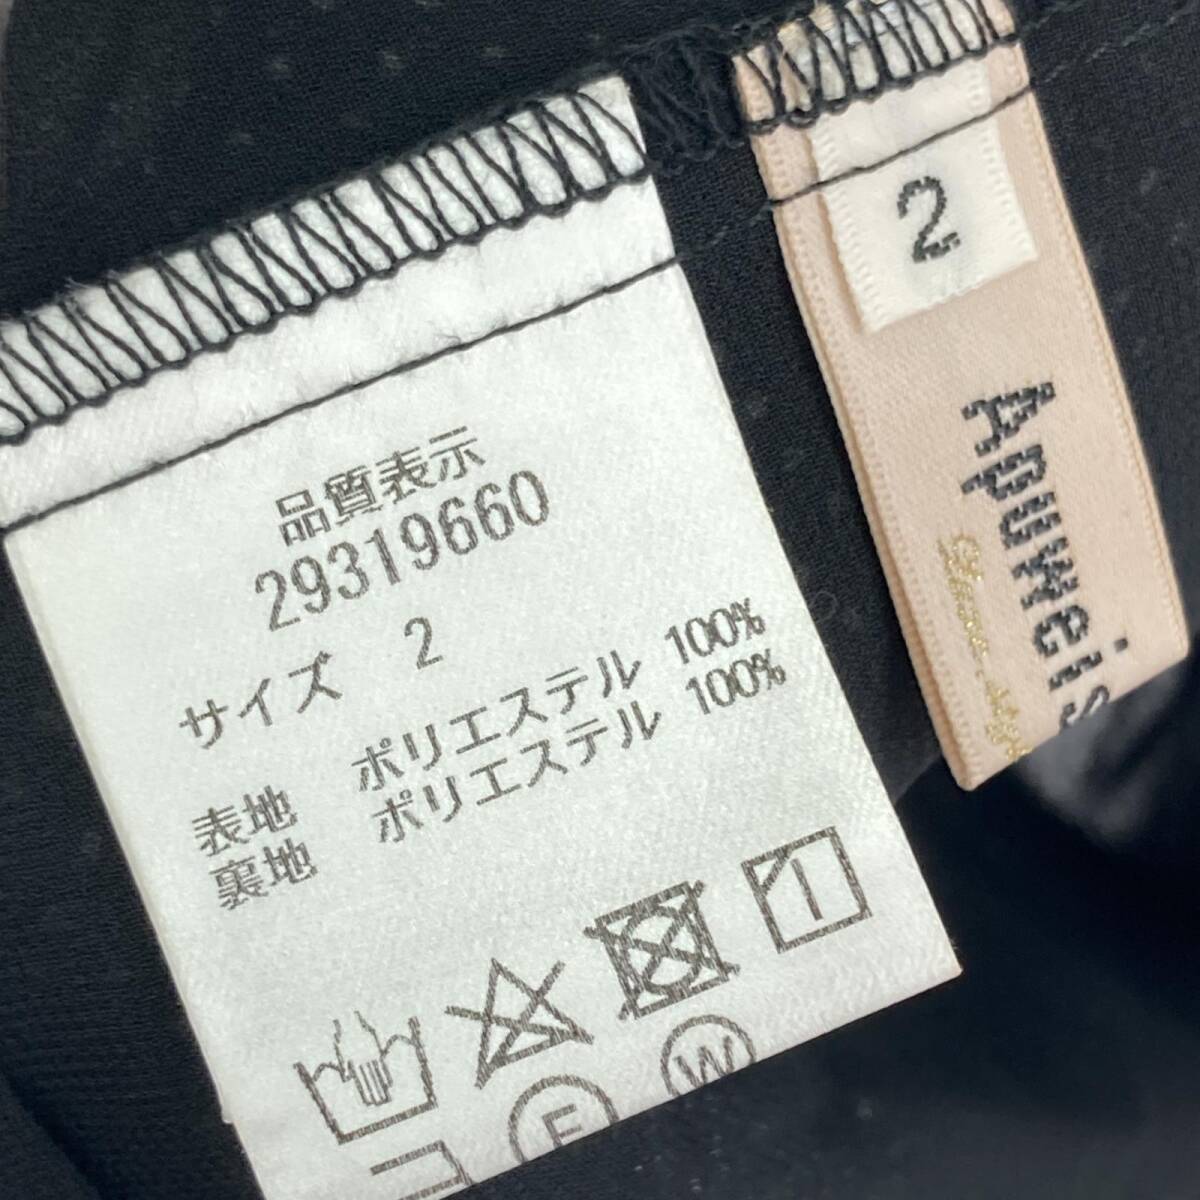 品質表示
29319660
サイズ 2
表地 ポリエステル 100%
裏地 ポリエステル 100%
F
W
2
Apuweis